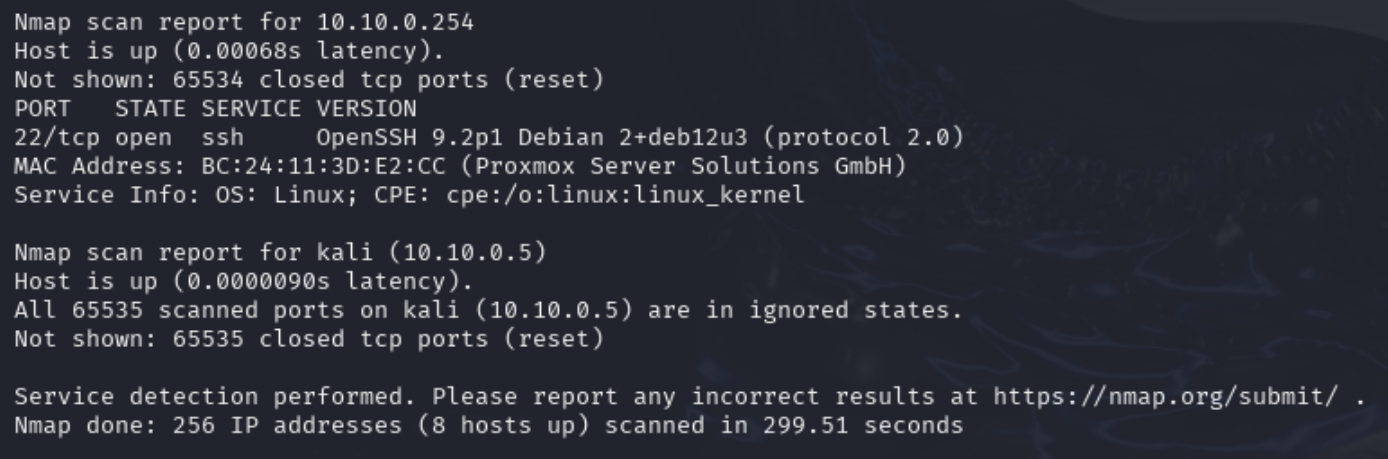 Nmap scan report for 10.10.0.254
Host is up (0.00068s latency).
Not shown: 65534 closed tcp ports (reset)
PORT   STATE SERVICE VERSION
22/tcp open  ssh     OpenSSH 9.2p1 Debian 2+deb12u3 (protocol 2.0)
MAC Address: BC:24:11:3D:E2:CC (Proxmox Server Solutions GmbH)
Service Info: OS: Linux; CPE: cpe:/o:linux:linux_kernel

Nmap scan report for kali (10.10.0.5)
Host is up (0.0000090s latency).
All 65535 scanned ports on kali (10.10.0.5) are in ignored states.
Not shown: 65535 closed tcp ports (reset)

Service detection performed. Please report any incorrect results at https://nmap.org/submit/ .
Nmap done: 256 IP addresses (8 hosts up) scanned in 299.51 seconds